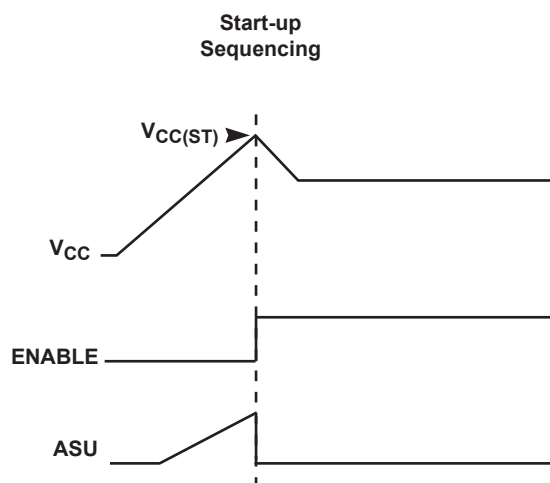 Start-up
Sequencing
VCC(ST)
VCC
ENABLE
ASU